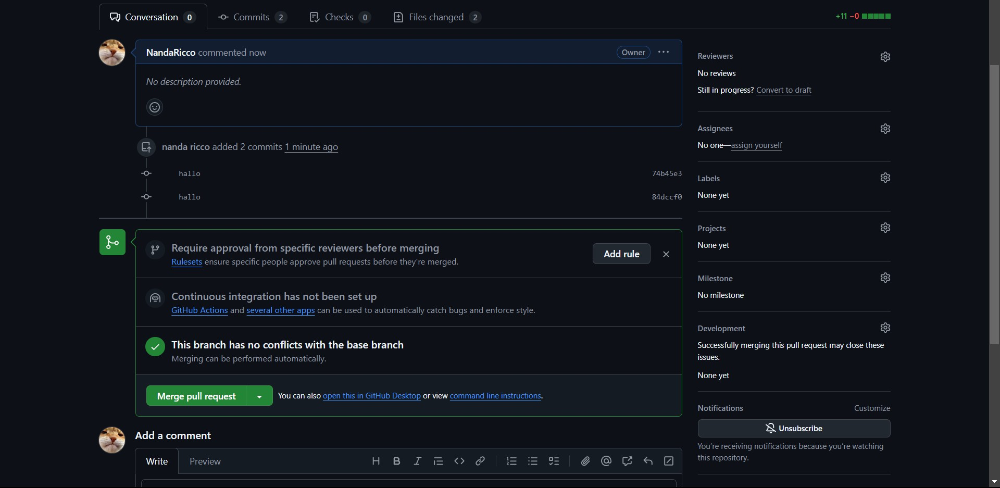 Conversation 0
Commits 2
Checks 0
Files changed 2
+11 −0
NandaRicco commented now
Owner
No description provided.
nanda ricco added 2 commits 1 minute ago
hallo 74b45e3
hallo 84dccf0
Require approval from specific reviewers before merging
Rulesets ensure specific people approve pull requests before they're merged.
Add rule
Continuous integration has not been set up
GitHub Actions and several other apps can be used to automatically catch bugs and enforce style.
This branch has no conflicts with the base branch
Merging can be performed automatically.
Merge pull request
You can also open this in GitHub Desktop or view command line instructions.
Add a comment
Write
Preview
Reviewers
No reviews
Still in progress? Convert to draft
Assignees
No one—assign yourself
Labels
None yet
Projects
None yet
Milestone
No milestone
Development
Successfully merging this pull request may close these
issues.
None yet
Notifications
Customize
Unsubscribe
You're receiving notifications because you're watching
this repository.